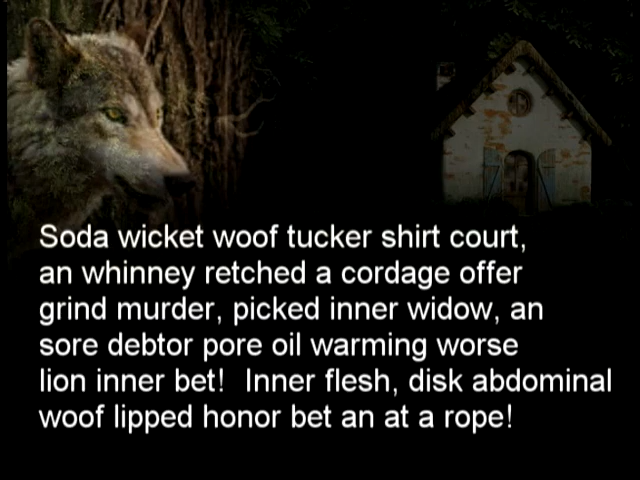 Soda wicket woof tucker shirt court,
an whinney retched a cordage offer
grind murder, picked inner widow, an
sore debtor pore oil warming worse
lion inner bet!  Inner flesh, disk abdominal
woof lipped honor bet an at a rope!